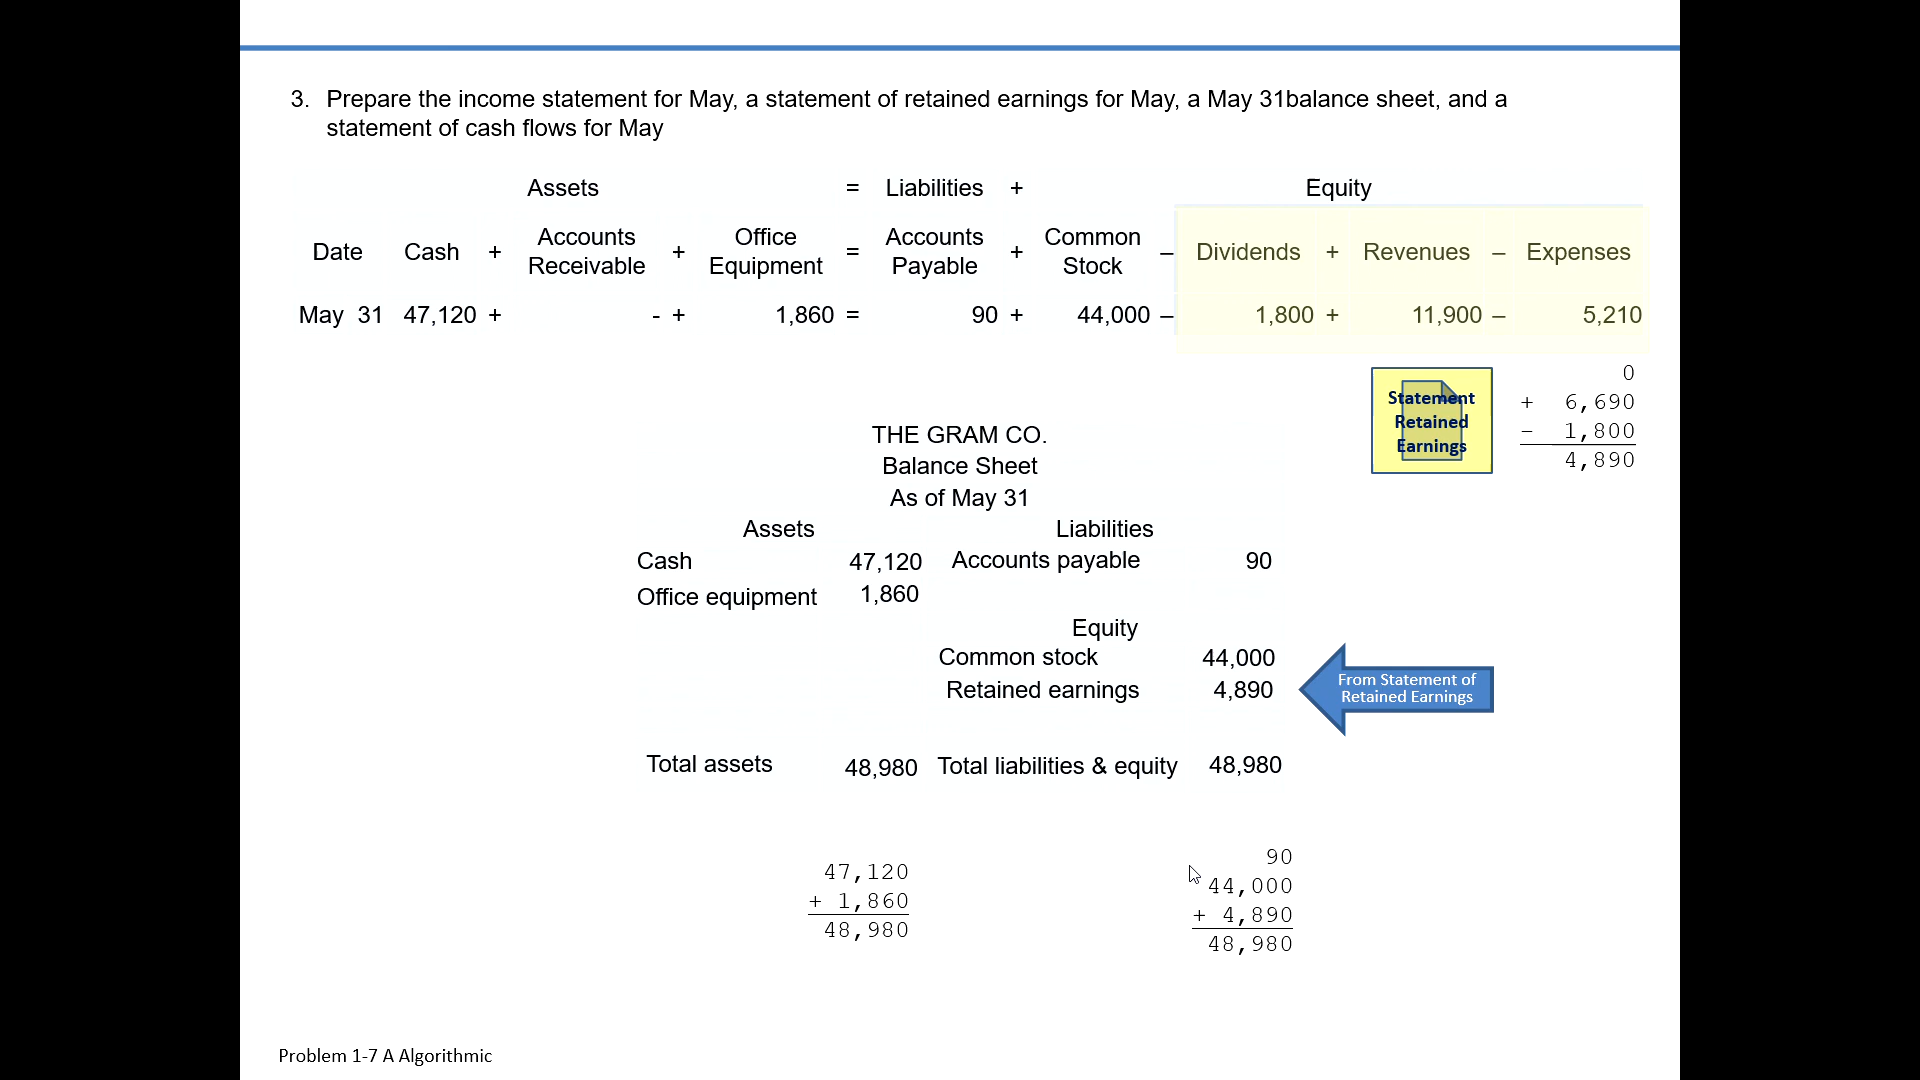 3. Prepare the income statement for May, a statement of retained earnings for May, a May 31balance sheet, and a
statement of cash flows for May
Assets = Liabilities + Equity
Date Cash + Accounts Receivable + Office Equipment = Accounts Payable + Common Stock – Dividends + Revenues – Expenses
May 31 47,120 + - + 1,860 = 90 + 44,000 – 1,800 + 11,900 – 5,210
Statement
Retained
Earnings
0
+ 6,690
- 1,800
4,890
THE GRAM CO.
Balance Sheet
As of May 31
Assets Liabilities
Cash 47,120 Accounts payable 90
Office equipment 1,860
Equity
Common stock 44,000
Retained earnings 4,890
From Statement of
Retained Earnings
Total assets 48,980 Total liabilities & equity 48,980
47,120
+ 1,860
48,980
90
44,000
+ 4,890
48,980
Problem 1-7 A Algorithmic